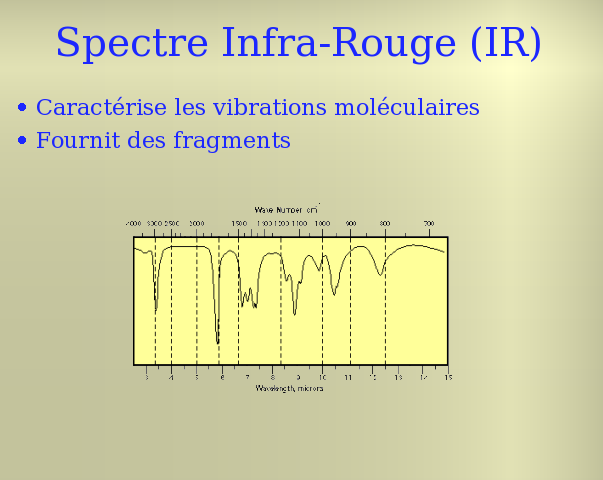 Spectre Infra-Rouge (IR)
• Caractérise les vibrations moléculaires
• Fournit des fragments
Wave Number, cm⁻
4000 3000 2500 2000 1500 1400 1200 1100 1000 900 800 700
3 4 5 6 7 8 9 10 11 12 13 14 15
Wavelength, microns